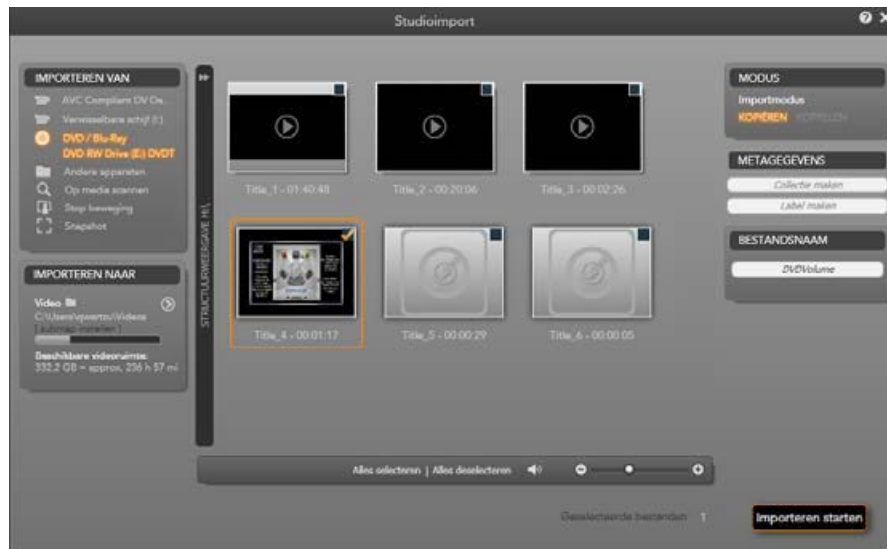 Studioimport
IMPORTEREN VAN
AVC Compliant DV De...
Verwisselbare schijf (I:)
DVD / Blu-Ray
DVD RW Drive (E:) DVDT
Andere apparaten
Op media scannen
Stop beweging
Snapshot
IMPORTEREN NAAR
Video
C:\Users\qwertzu\Videos
[ submap instellen ]
Beschikbare videoruimte:
332,2 GB = approx. 236 h 57 mi
Title_1 - 01:40:48
Title_2 - 00:20:06
Title_3 - 00:02:26
Title_4 - 00:01:17
Title_5 - 00:00:29
Title_6 - 00:00:05
Alles selecteren | Alles deselecteren
MODUS
Importmodus
KOPIËREN KOPPELEN
METAGEGEVENS
Collectie maken
Label maken
BESTANDSNAAM
DVDVolume
Geselecteerde bestanden 1
Importeren starten